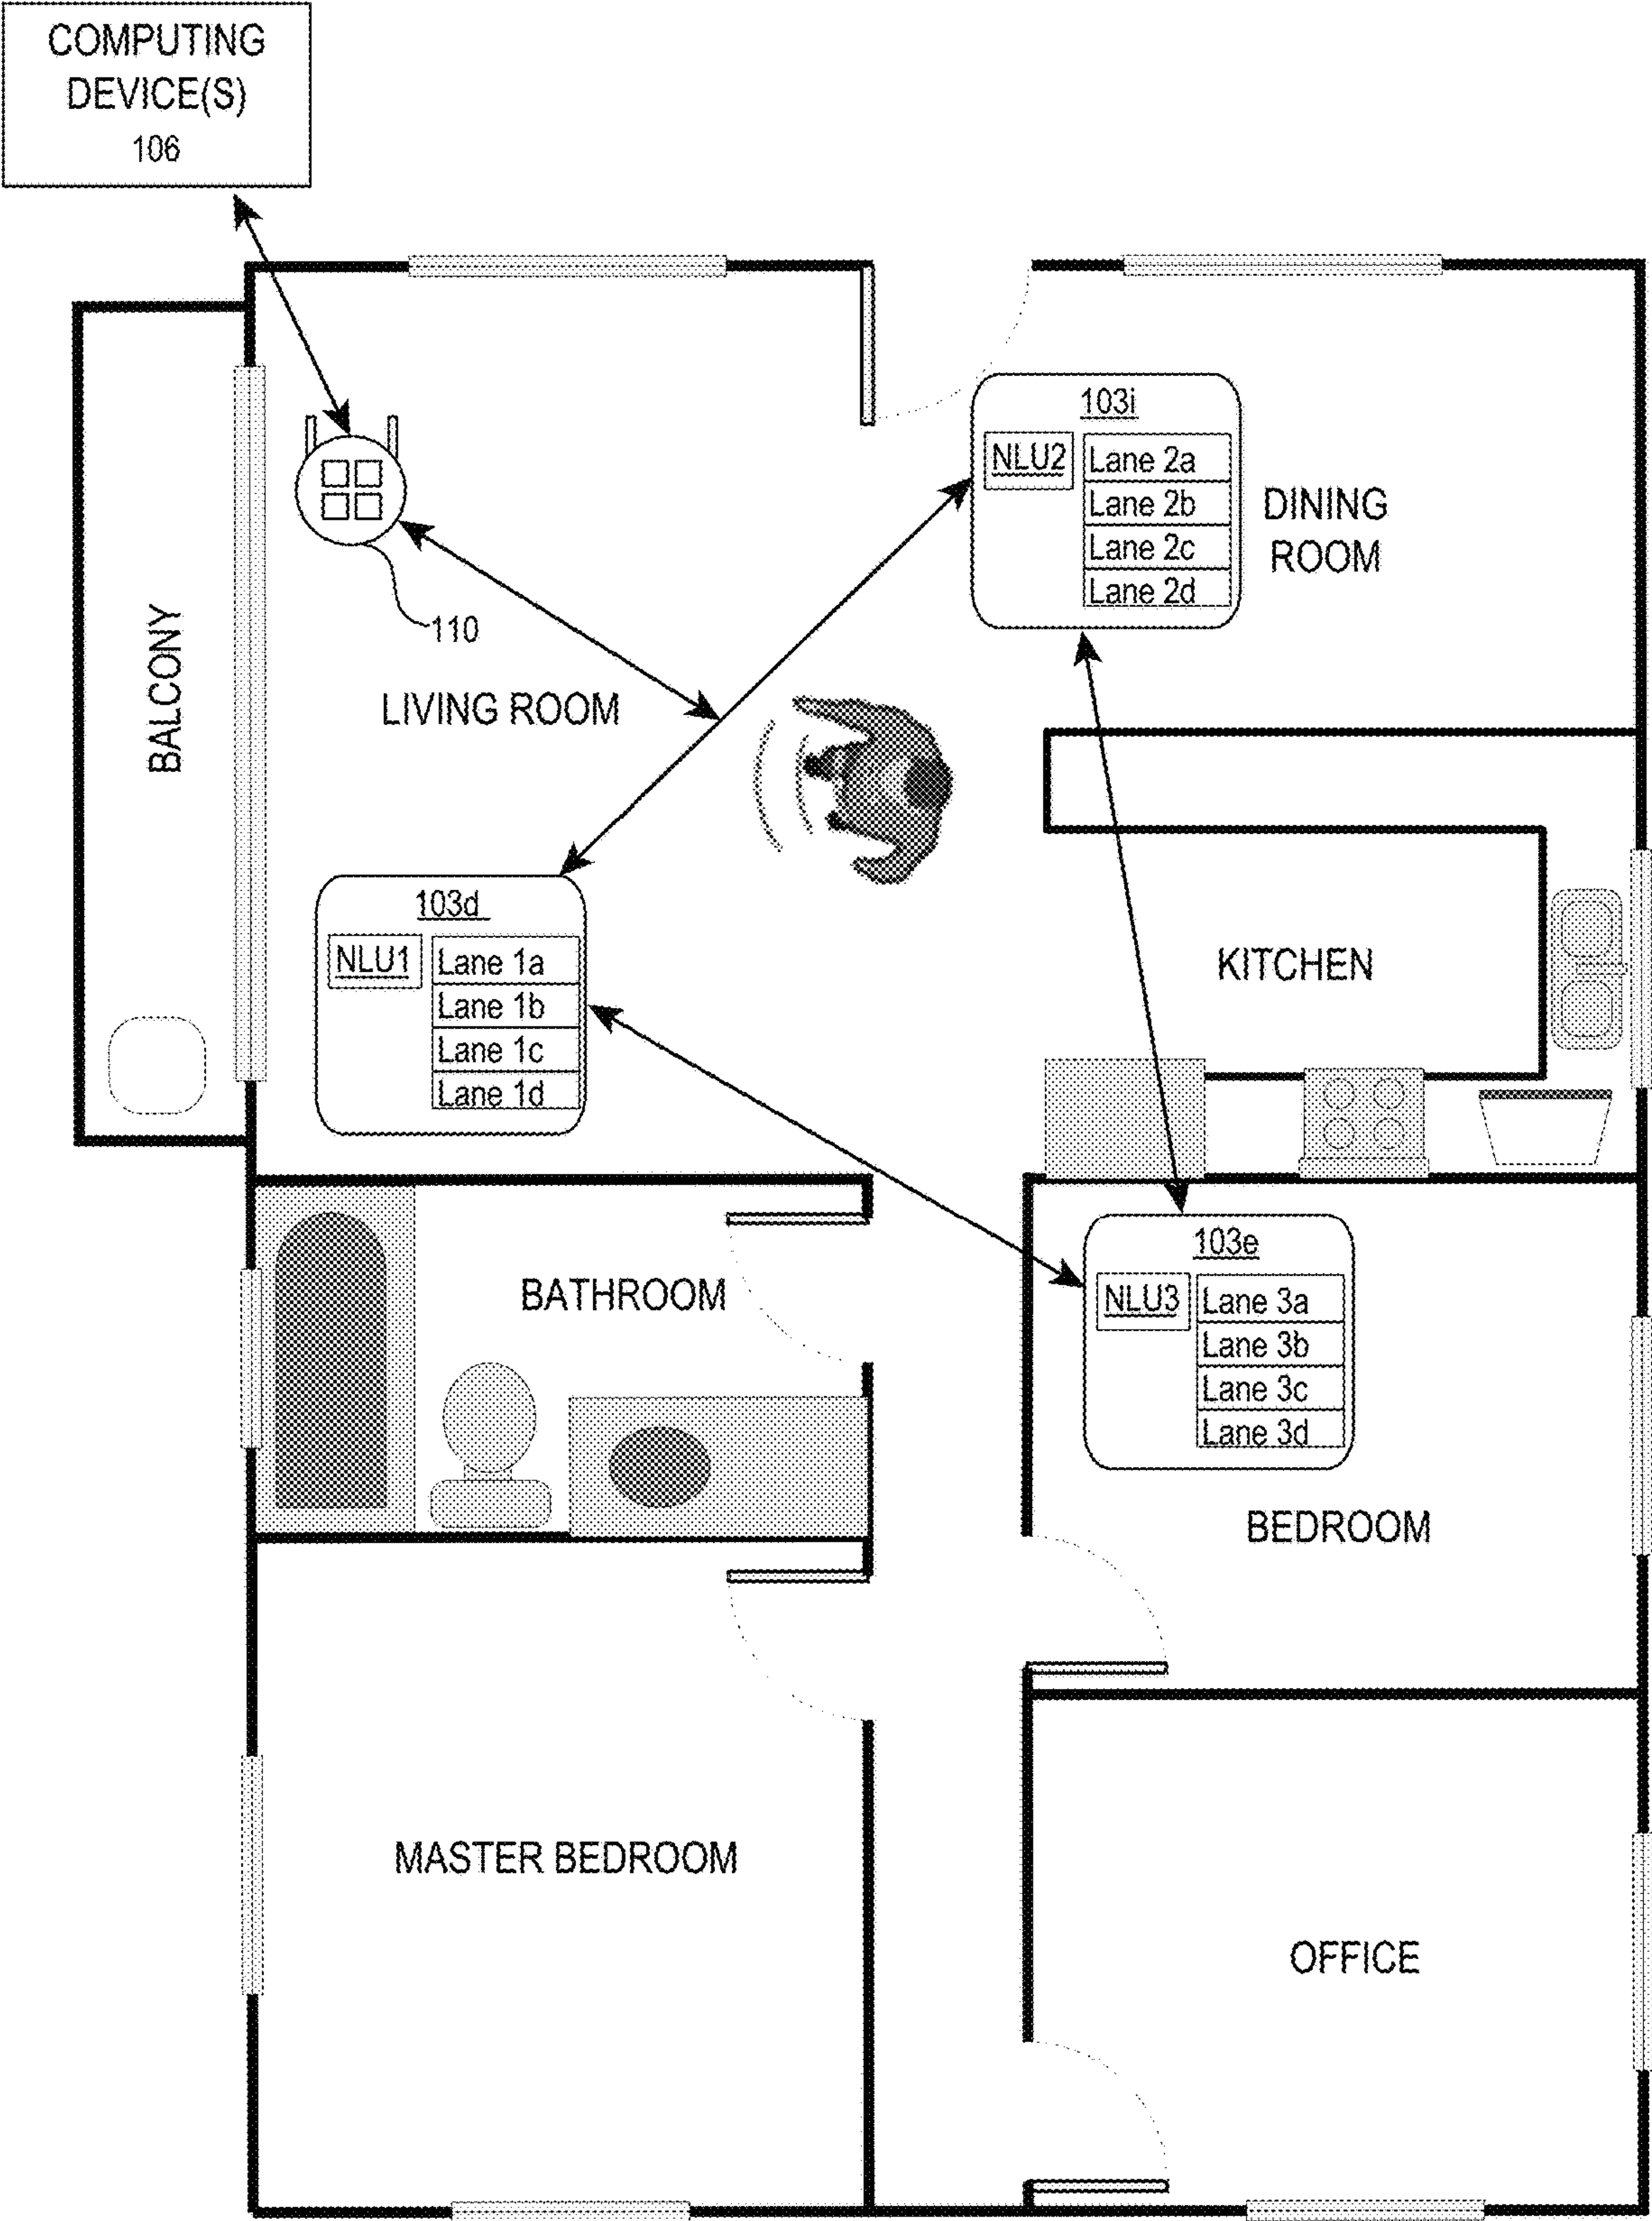 COMPUTING
DEVICE(S)
106
103i
NLU2
Lane 2a
Lane 2b
Lane 2c
Lane 2d
DINING
ROOM
110
BALCONY
LIVING ROOM
103d
NLU1
Lane 1a
Lane 1b
Lane 1c
Lane 1d
KITCHEN
103e
NLU3
Lane 3a
Lane 3b
Lane 3c
Lane 3d
BATHROOM
BEDROOM
MASTER BEDROOM
OFFICE